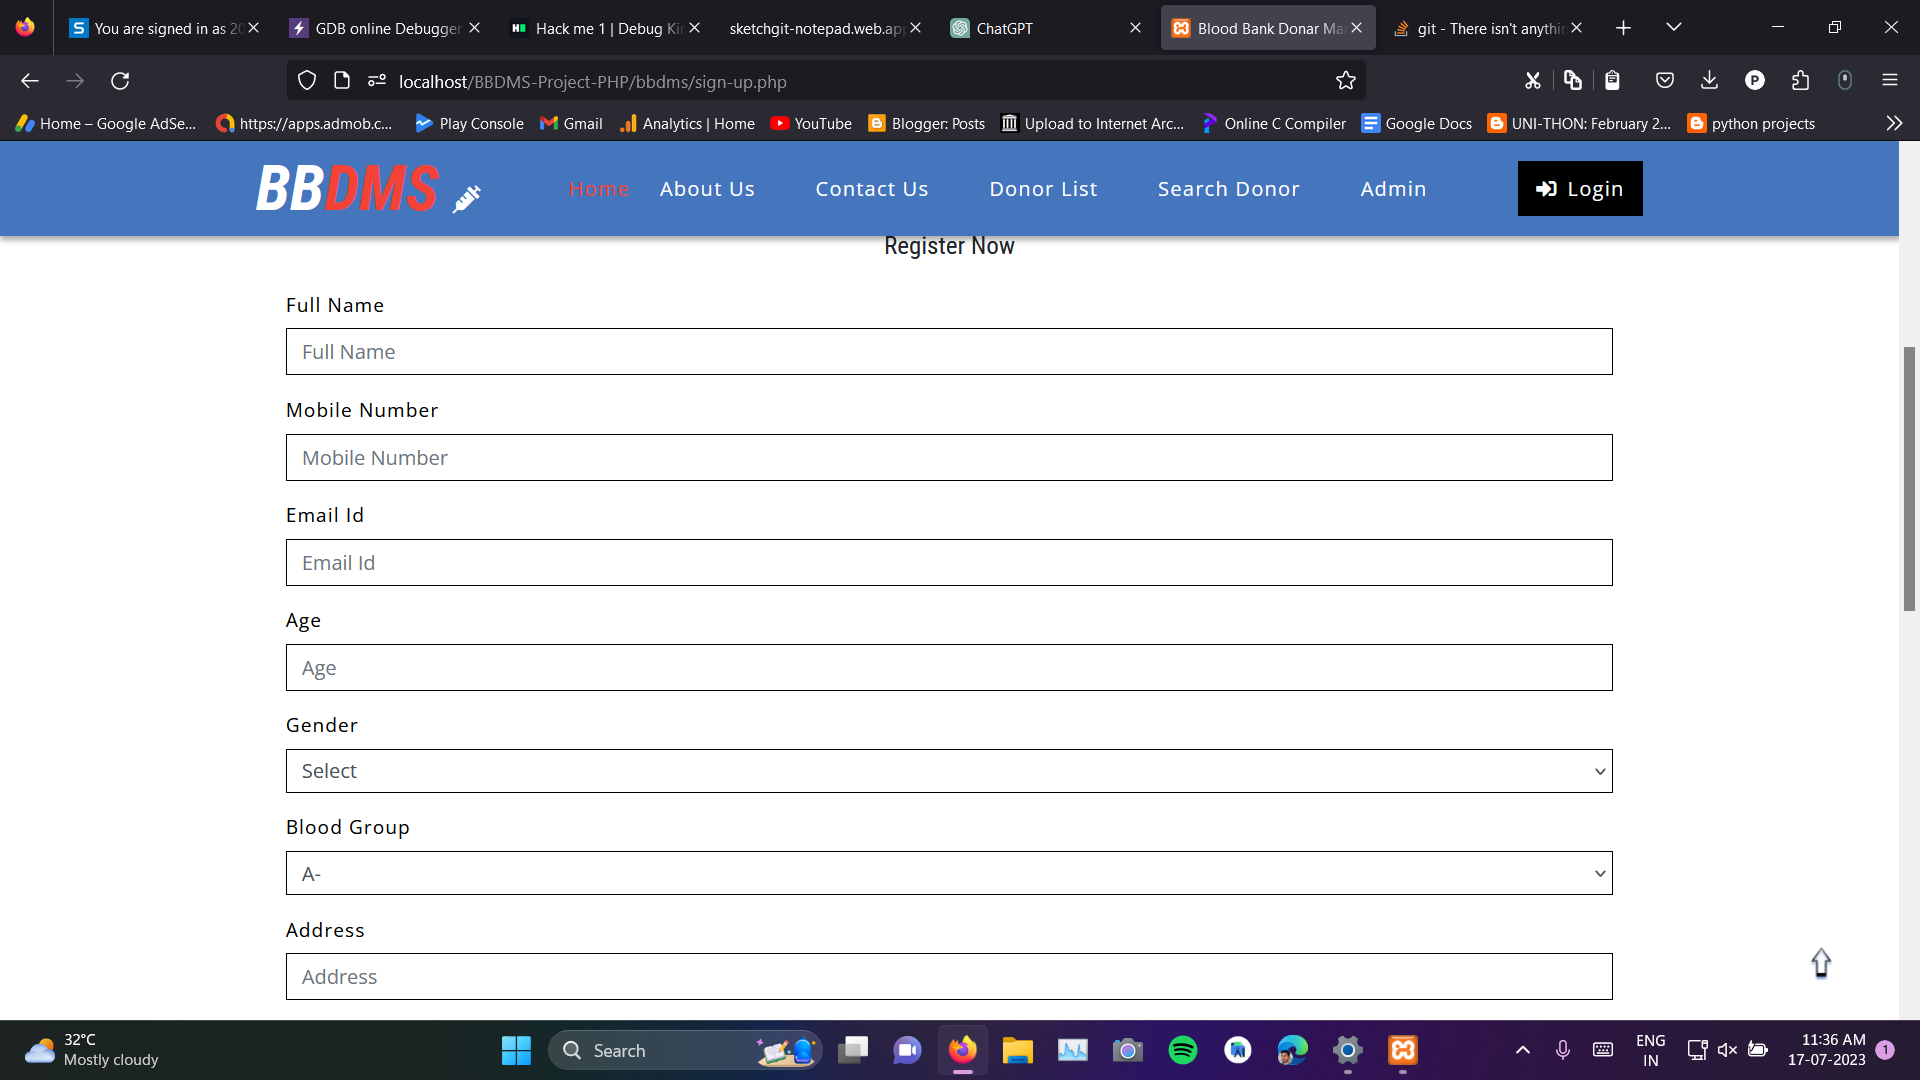 You are signed in as 20
GDB online Debugger
Hack me 1 | Debug Kin
sketchgit-notepad.web.app
ChatGPT
Blood Bank Donar Ma
git - There isn't anythin
localhost/BBDMS-Project-PHP/bbdms/sign-up.php
Home – Google AdSe...
https://apps.admob.c...
Play Console
Gmail
Analytics | Home
YouTube
Blogger: Posts
Upload to Internet Arc...
Online C Compiler
Google Docs
UNI-THON: February 2...
python projects
BBDMS
Home
About Us
Contact Us
Donor List
Search Donor
Admin
Login
Register Now
Full Name
Full Name
Mobile Number
Mobile Number
Email Id
Email Id
Age
Age
Gender
Select
Blood Group
A-
Address
Address
32°C
Mostly cloudy
Search
ENG
IN
11:36 AM
17-07-2023
1